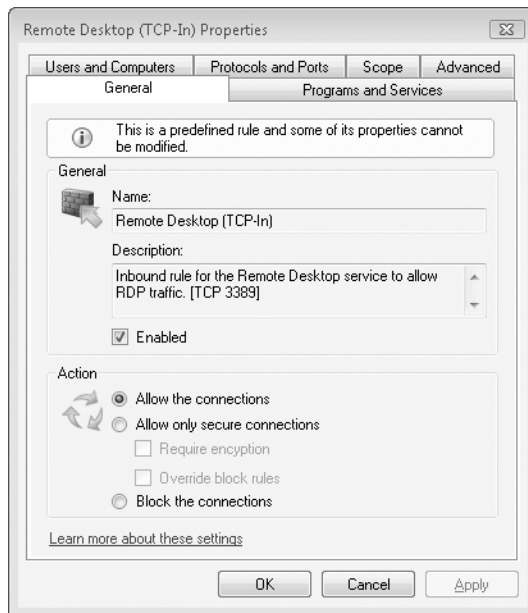 Remote Desktop (TCP-In) Properties
Users and Computers
Protocols and Ports
Scope
Advanced
General
Programs and Services
This is a predefined rule and some of its properties cannot
be modified.
General
Name:
Remote Desktop (TCP-In)
Description:
Inbound rule for the Remote Desktop service to allow
RDP traffic. [TCP 3389]
Enabled
Action
Allow the connections
Allow only secure connections
Require encyption
Override block rules
Block the connections
Learn more about these settings
OK
Cancel
Apply